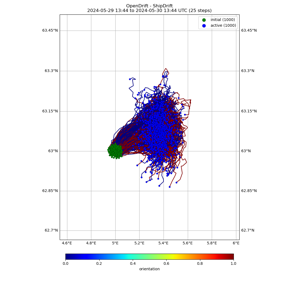 OpenDrift - ShipDrift
2024-05-29 13:44 to 2024-05-30 13:44 UTC (25 steps)
initial (1000)
active (1000)
63.45°N 63.45°N
63.3°N 63.3°N
63.15°N 63.15°N
63°N 63°N
62.85°N 62.85°N
62.7°N 62.7°N
4.6°E 4.8°E 5°E 5.2°E 5.4°E 5.6°E 5.8°E 6°E
0.0 0.2 0.4 0.6 0.8 1.0
orientation